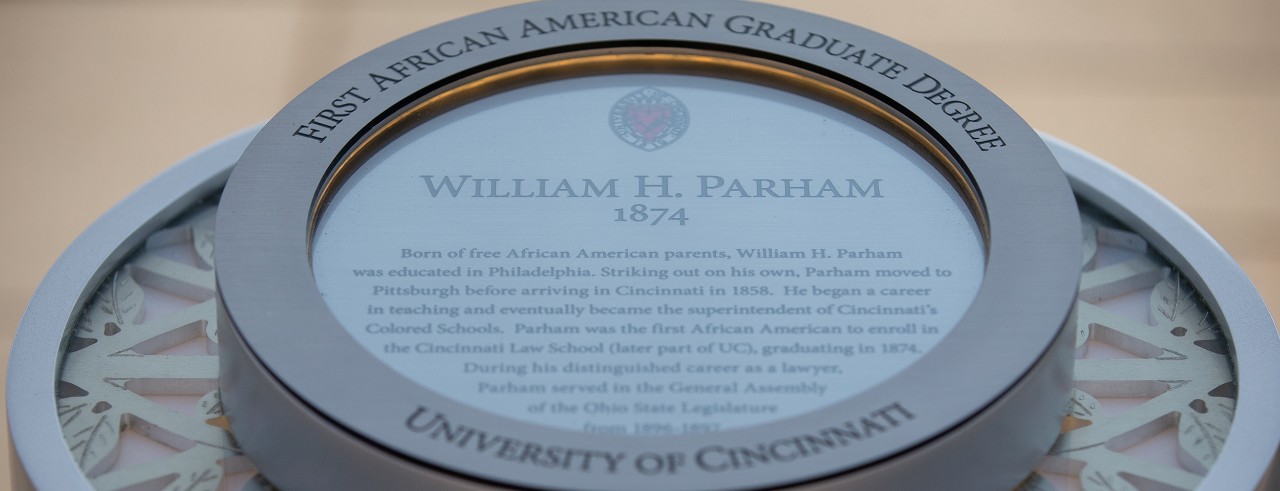 FIRST AFRICAN AMERICAN GRADUATE DEGREE
WILLIAM H. PARHAM
1874
Born of free African American parents, William H. Parham
was educated in Philadelphia. Striking out on his own, Parham moved to
Pittsburgh before arriving in Cincinnati in 1858. He began a career
in teaching and eventually became the superintendent of Cincinnati's
Colored Schools. Parham was the first African American to enroll in
the Cincinnati Law School (later part of UC), graduating in 1874.
During his distinguished career as a lawyer,
Parham served in the General Assembly
of the Ohio State Legislature
from 1896-1897
UNIVERSITY OF CINCINNATI